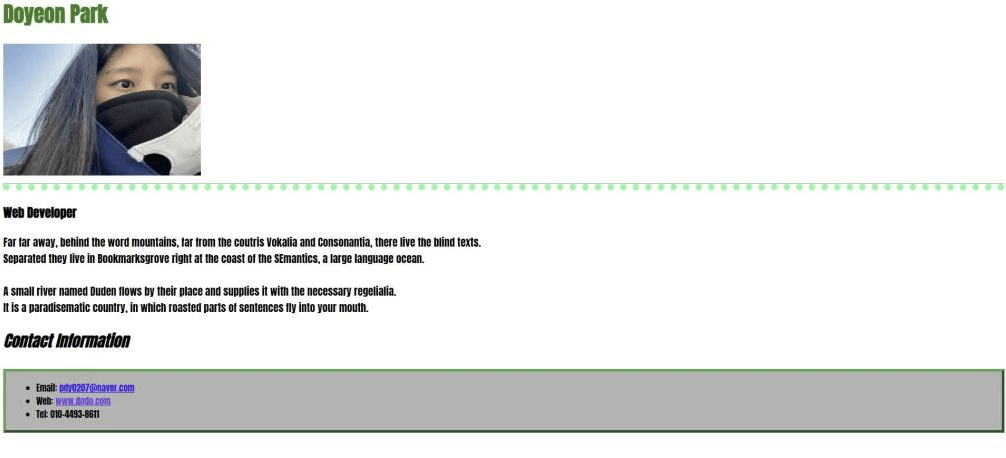 Doyeon Park
Web Developer
Far far away, behind the word mountains, far from the coutris Vokalia and Consonantia, there live the blind texts.
Separated they live in Bookmarksgrove right at the coast of the SEmantics, a large language ocean.
A small river named Duden flows by their place and supplies it with the necessary regelialia.
It is a paradisematic country, in which roasted parts of sentences fly into your mouth.
Contact Information
Email: pdy0207@naver.com
Web: www.dodo.com
Tel: 010-4493-8611